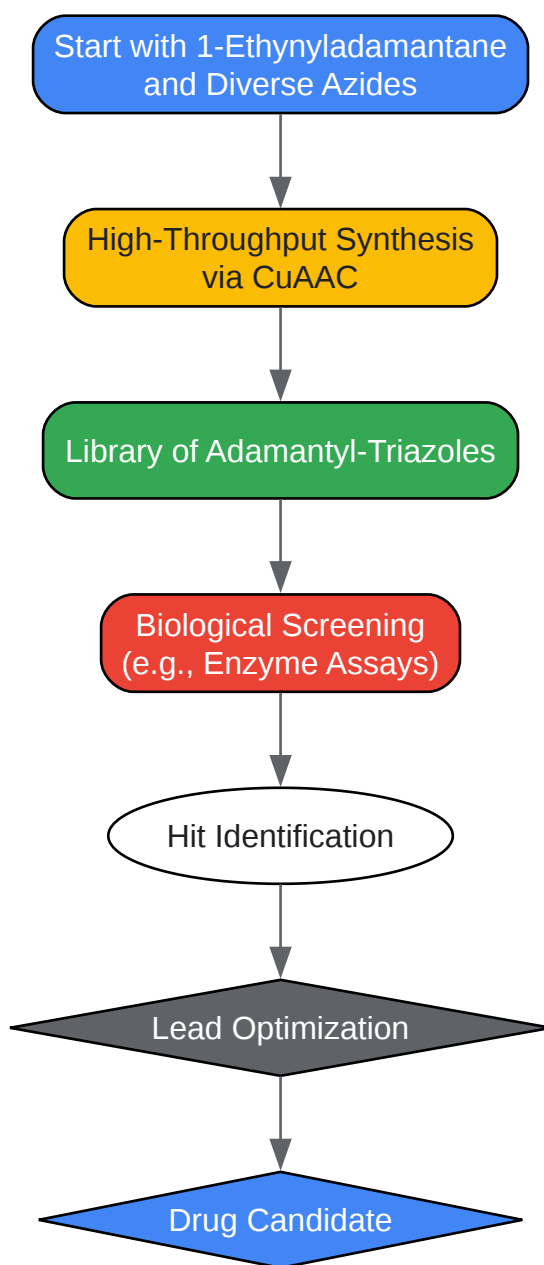 Start with 1-Ethynyladamantane
and Diverse Azides
High-Throughput Synthesis
via CuAAC
Library of Adamantyl-Triazoles
Biological Screening
(e.g., Enzyme Assays)
Hit Identification
Lead Optimization
Drug Candidate